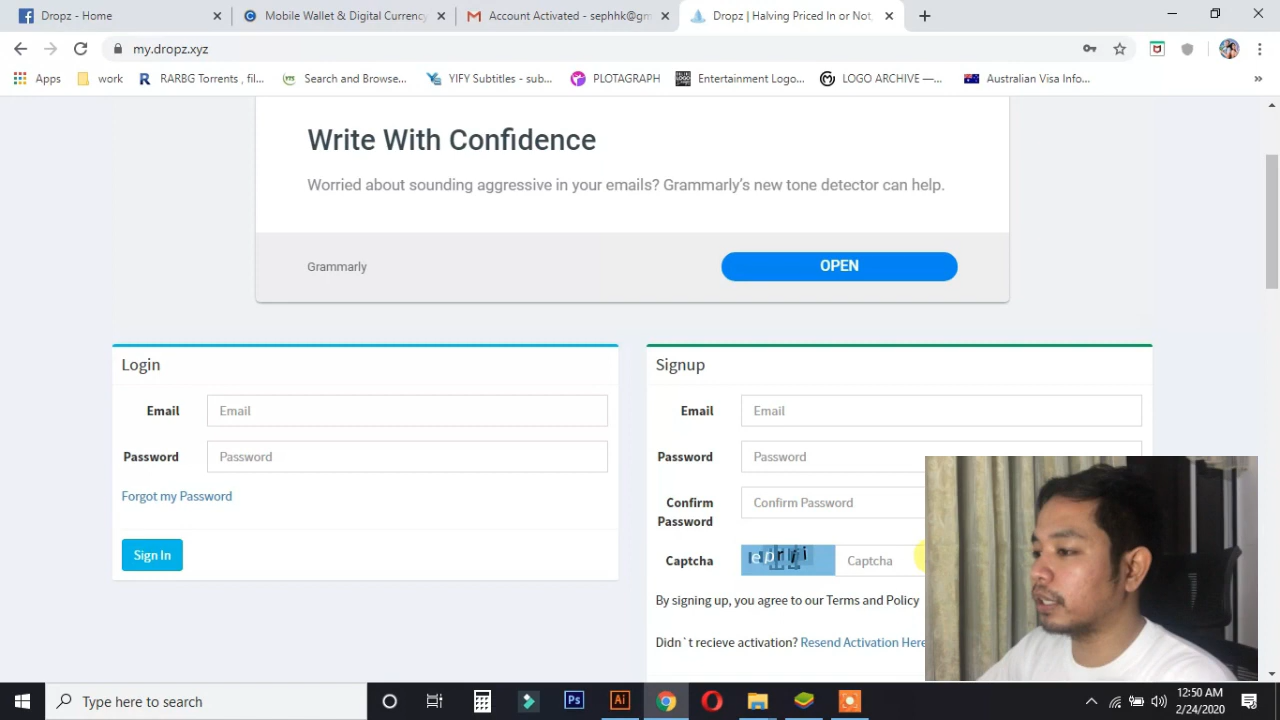 Dropz - Home
Mobile Wallet & Digital Currency
Account Activated - sephhk@gm
Dropz | Halving Priced In or Not,
my.dropz.xyz
Apps
work
RARBG Torrents , fil...
Search and Browse...
YIFY Subtitles - sub...
PLOTAGRAPH
Entertainment Logo...
LOGO ARCHIVE —...
Australian Visa Info...
»
Write With Confidence
Worried about sounding aggressive in your emails? Grammarly's new tone detector can help.
Grammarly
OPEN
Login
Email
Email
Password
Password
Forgot my Password
Sign In
Signup
Email
Email
Password
Password
Confirm Password
Confirm Password
Captcha
Captcha
By signing up, you agree to our Terms and Policy
Didn`t recieve activation? Resend Activation Here
Type here to search
Ps
Ai
12:50 AM
2/24/2020